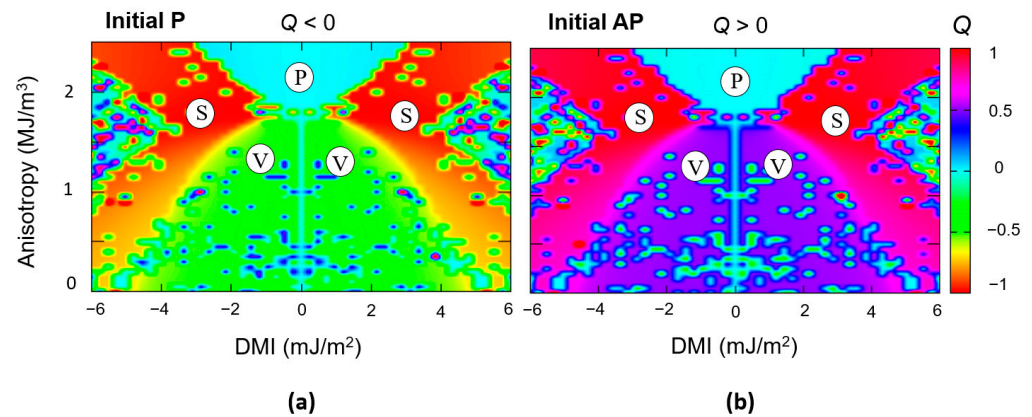 Initial P
Q < 0
Initial AP
Q > 0
Q
Anisotropy (MJ/m³)
2
1
0
P
S
S
V
V
P
S
S
V
V
1
0.5
0
−0.5
−1
−6
−4
−2
0
2
4
6
−6
−4
−2
0
2
4
6
DMI (mJ/m²)
DMI (mJ/m²)
(a)
(b)